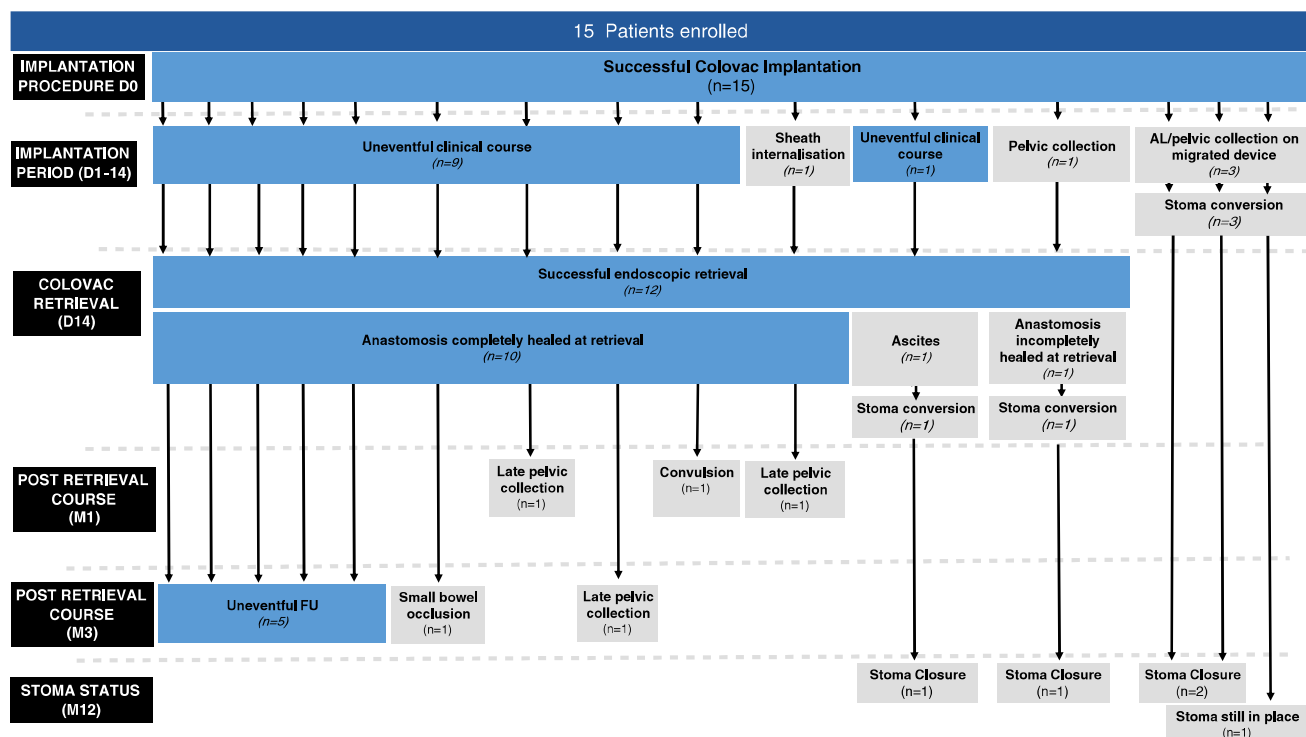 15 Patients enrolled
IMPLANTATION
PROCEDURE D0
Successful Colovac Implantation
(n=15)
IMPLANTATION
PERIOD (D1-14)
Uneventful clinical course
(n=9)
Sheath
internalisation
(n=1)
Uneventful clinical
course
(n=1)
Pelvic collection
(n=1)
AL/pelvic collection on
migrated device
(n=3)
Stoma conversion
(n=3)
COLOVAC
RETRIEVAL
(D14)
Successful endoscopic retrieval
(n=12)
Anastomosis completely healed at retrieval
(n=10)
Ascites
(n=1)
Anastomosis
incompletely
healed at retrieval
(n=1)
Stoma conversion
(n=1)
Stoma conversion
(n=1)
POST RETRIEVAL
COURSE
(M1)
Late pelvic
collection
(n=1)
Convulsion
(n=1)
Late pelvic
collection
(n=1)
POST RETRIEVAL
COURSE
(M3)
Uneventful FU
(n=5)
Small bowel
occlusion
(n=1)
Late pelvic
collection
(n=1)
STOMA STATUS
(M12)
Stoma Closure
(n=1)
Stoma Closure
(n=1)
Stoma Closure
(n=2)
Stoma still in place
(n=1)